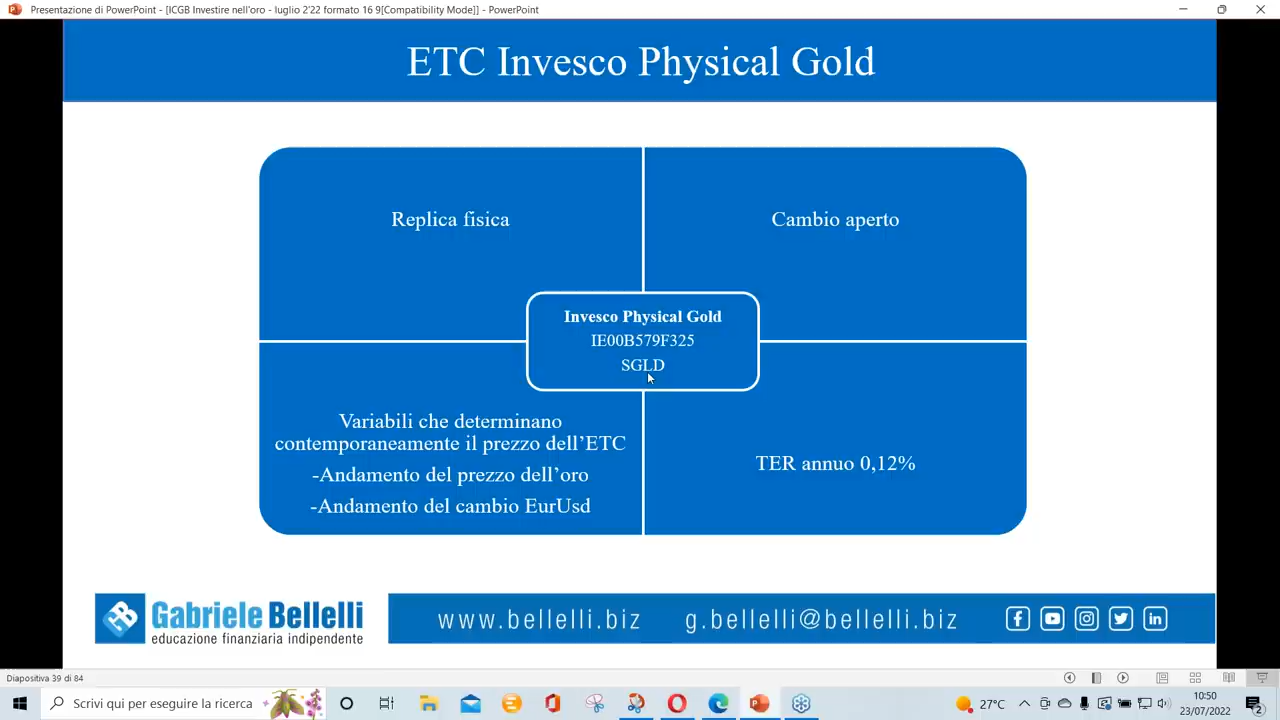 Presentazione di PowerPoint - [ICGB Investire nell'oro - luglio 2'22 formato 16 9[Compatibility Mode]] - PowerPoint
ETC Invesco Physical Gold
Replica fisica
Cambio aperto
Invesco Physical Gold
IE00B579F325
SGLD
Variabili che determinano
contemporaneamente il prezzo dell'ETC
-Andamento del prezzo dell'oro
-Andamento del cambio EurUsd
TER annuo 0,12%
Gabriele Bellelli
educazione finanziaria indipendente
www.bellelli.biz
g.bellelli@bellelli.biz
Diapositiva 39 di 84
Scrivi qui per eseguire la ricerca
27°C
10:50
23/07/2022
2